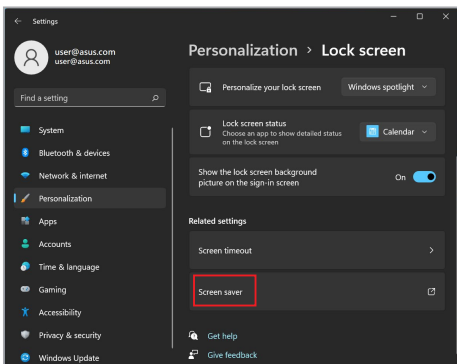 Settings
user@asus.com
user@asus.com
Find a setting
System
Bluetooth & devices
Network & internet
Personalization
Apps
Accounts
Time & language
Gaming
Accessibility
Privacy & security
Windows Update
Personalization > Lock screen
Personalize your lock screen
Windows spotlight
Lock screen status
Choose an app to show detailed status
on the lock screen
Calendar
Show the lock screen background
picture on the sign-in screen
On
Related settings
Screen timeout
Screen saver
Get help
Give feedback